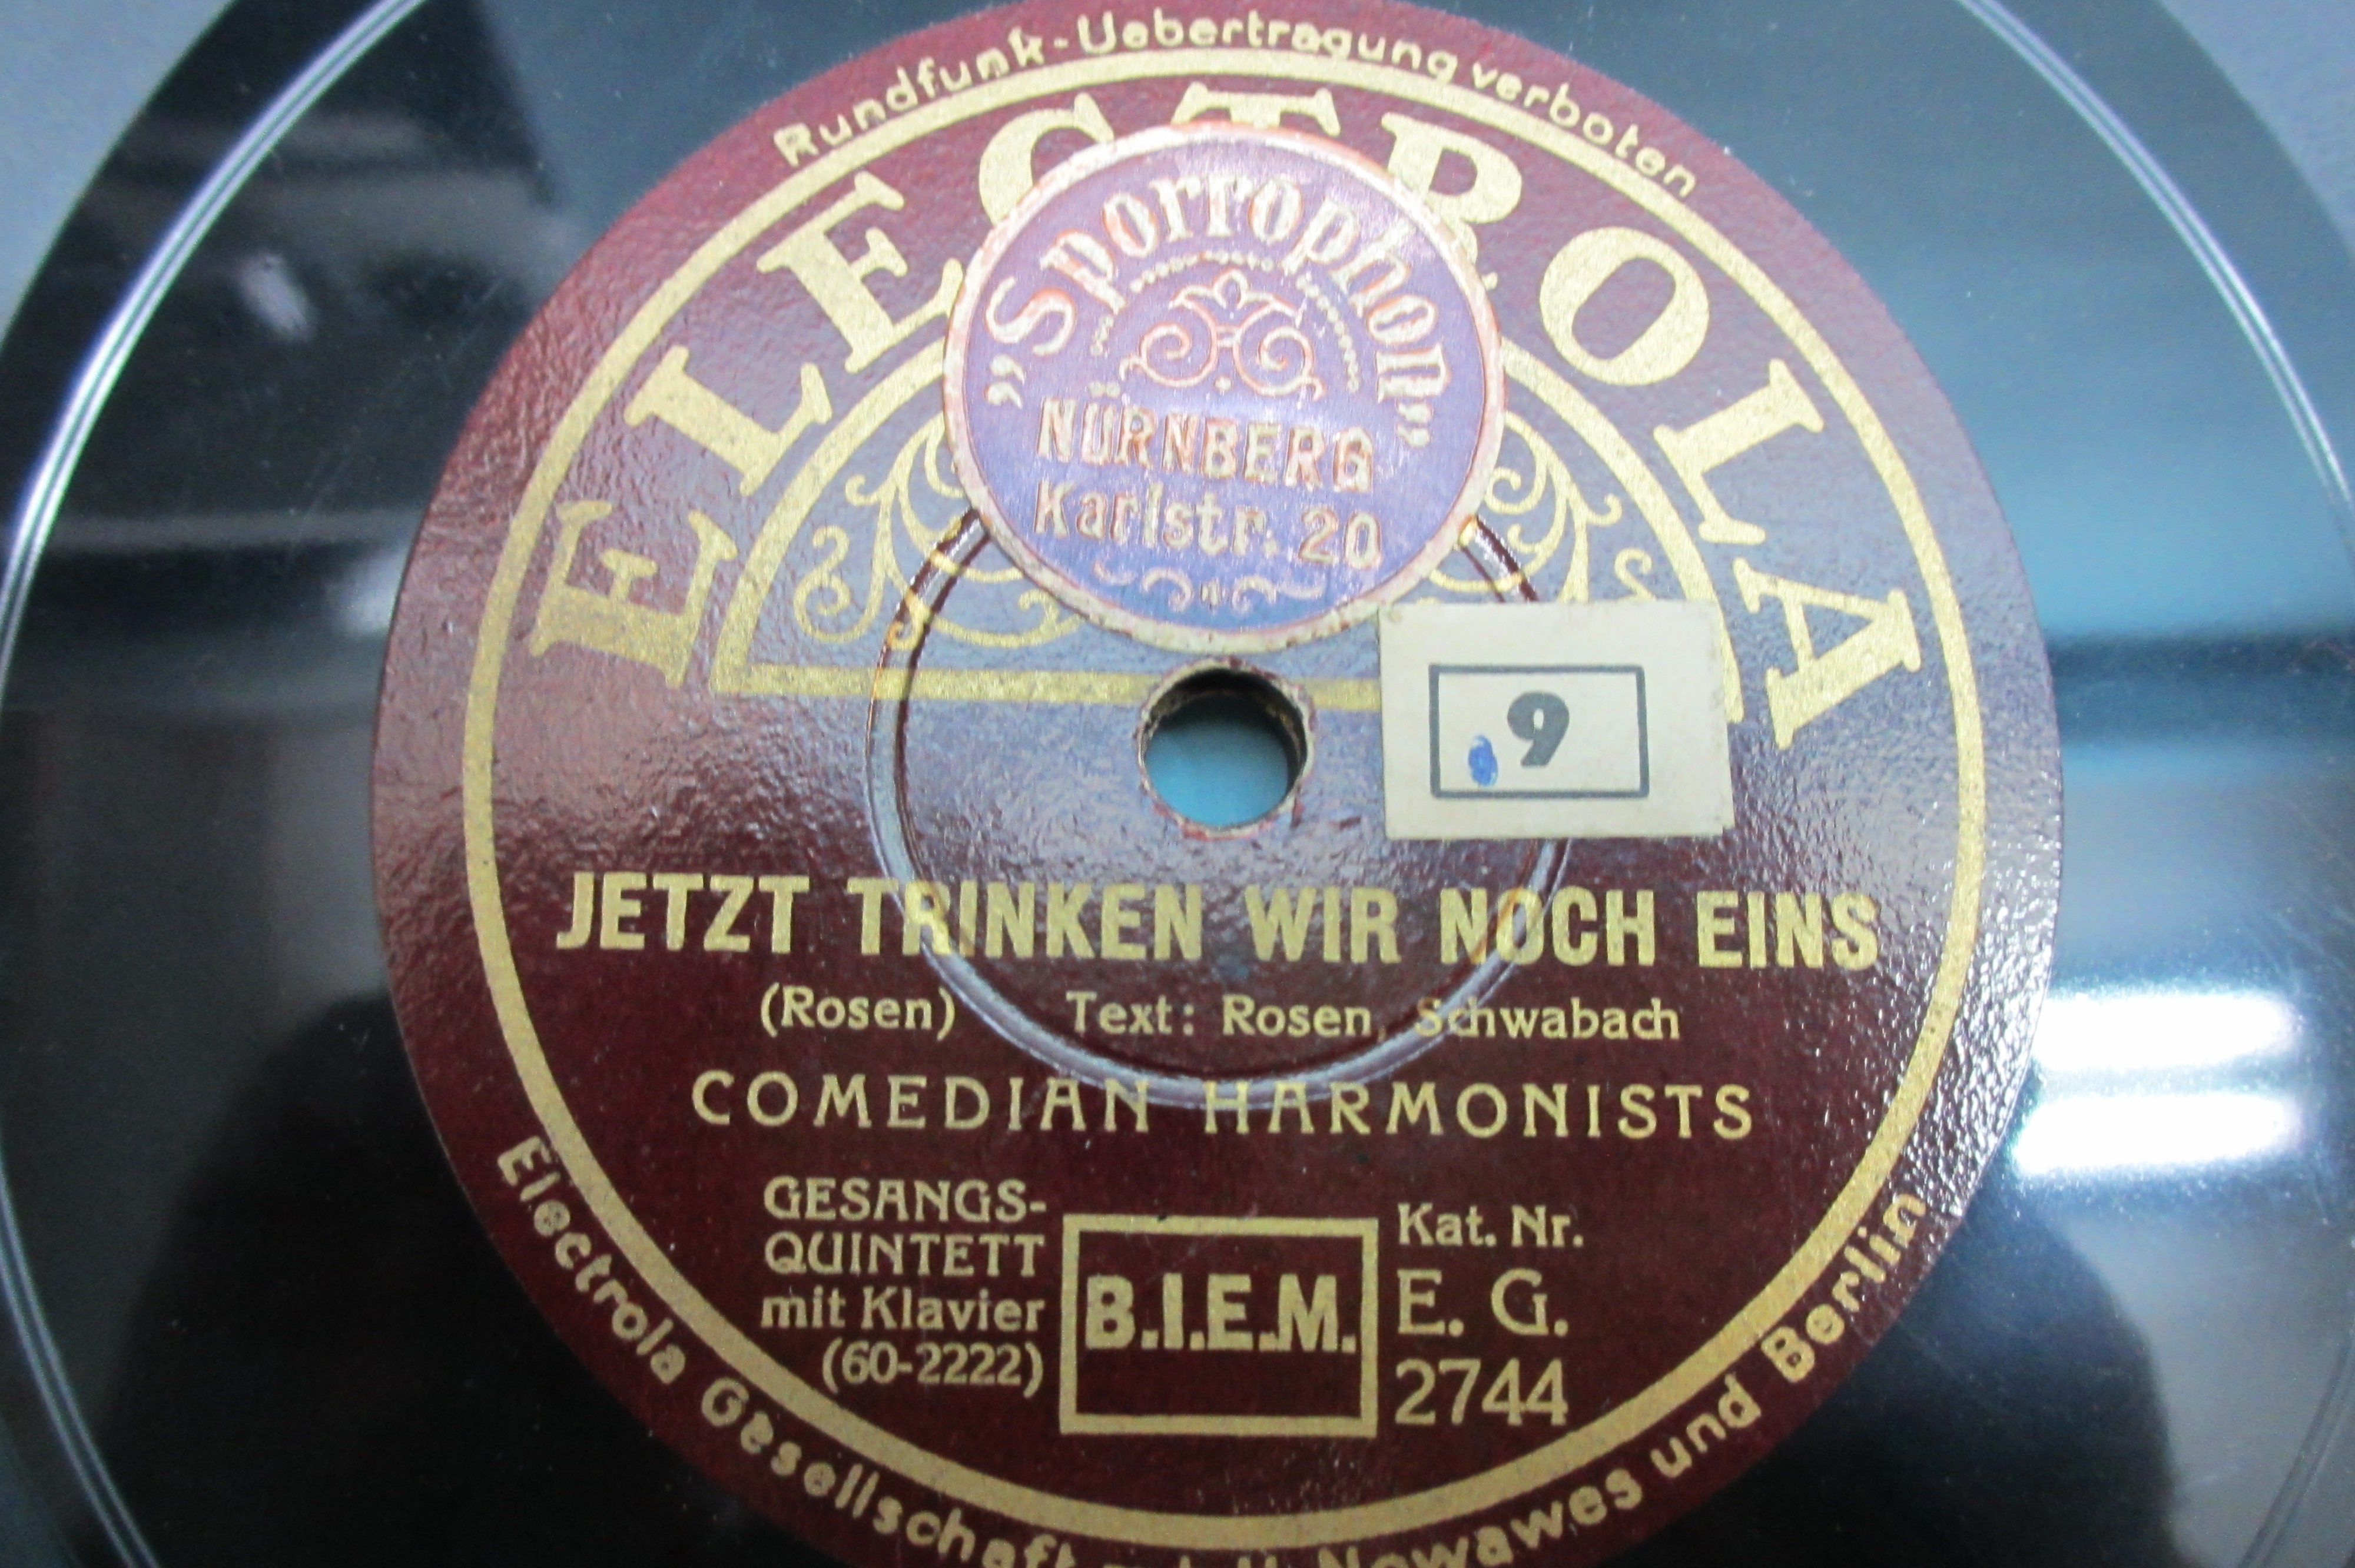 Rundfunk-Uebertragung verboten
ELECTROLA
„Sporrophon”
NÜRNBERG
Karlstr. 20
9
JETZT TRINKEN WIR NOCH EINS
(Rosen) Text: Rosen, Schwabach
COMEDIAN HARMONISTS
GESANGS-
QUINTETT
mit Klavier
(60-2222)
B.I.E.M.
Kat. Nr.
E. G.
2744
Electrola Gesellschaft Nowawes und Berlin